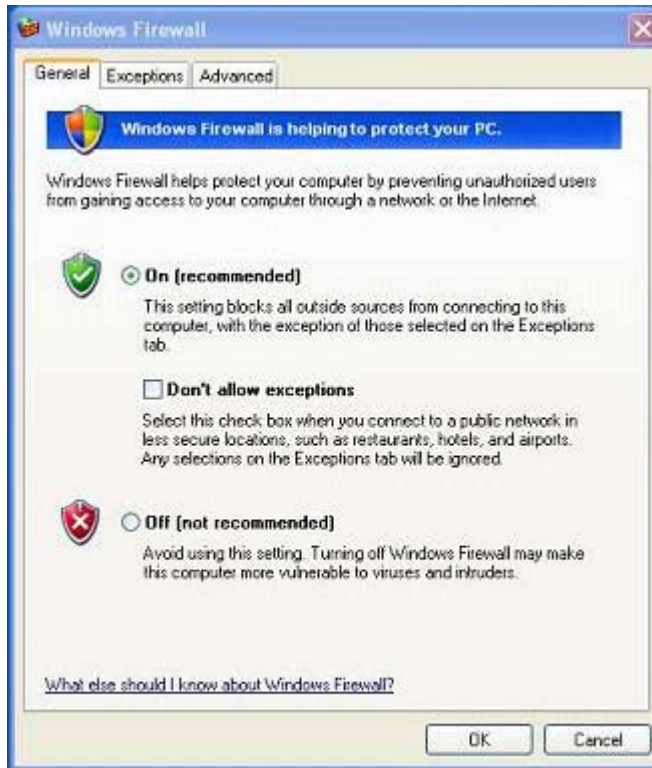 Windows Firewall
General Exceptions Advanced
Windows Firewall is helping to protect your PC.
Windows Firewall helps protect your computer by preventing unauthorized users
from gaining access to your computer through a network or the Internet.
On (recommended)
This setting blocks all outside sources from connecting to this
computer, with the exception of those selected on the Exceptions
tab.
Don't allow exceptions
Select this check box when you connect to a public network in
less secure locations, such as restaurants, hotels, and airports.
Any selections on the Exceptions tab will be ignored.
Off (not recommended)
Avoid using this setting. Turning off Windows Firewall may make
this computer more vulnerable to viruses and intruders.
What else should I know about Windows Firewall?
OK Cancel